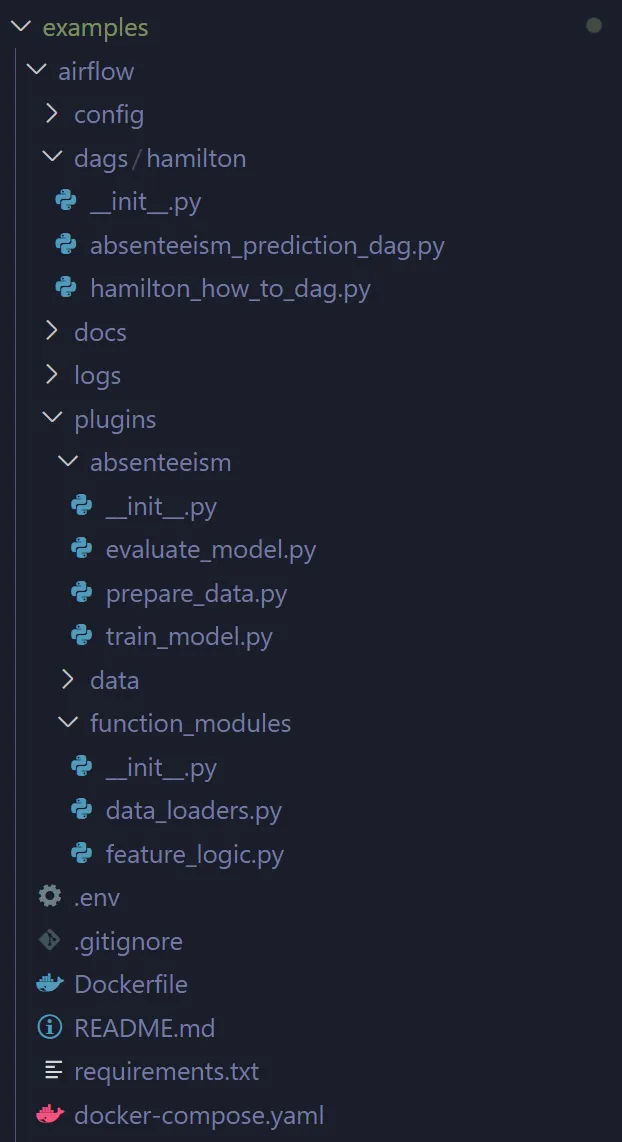 examples
airflow
config
dags/hamilton
__init__.py
absenteeism_prediction_dag.py
hamilton_how_to_dag.py
docs
logs
plugins
absenteeism
__init__.py
evaluate_model.py
prepare_data.py
train_model.py
data
function_modules
__init__.py
data_loaders.py
feature_logic.py
.env
.gitignore
Dockerfile
README.md
requirements.txt
docker-compose.yaml